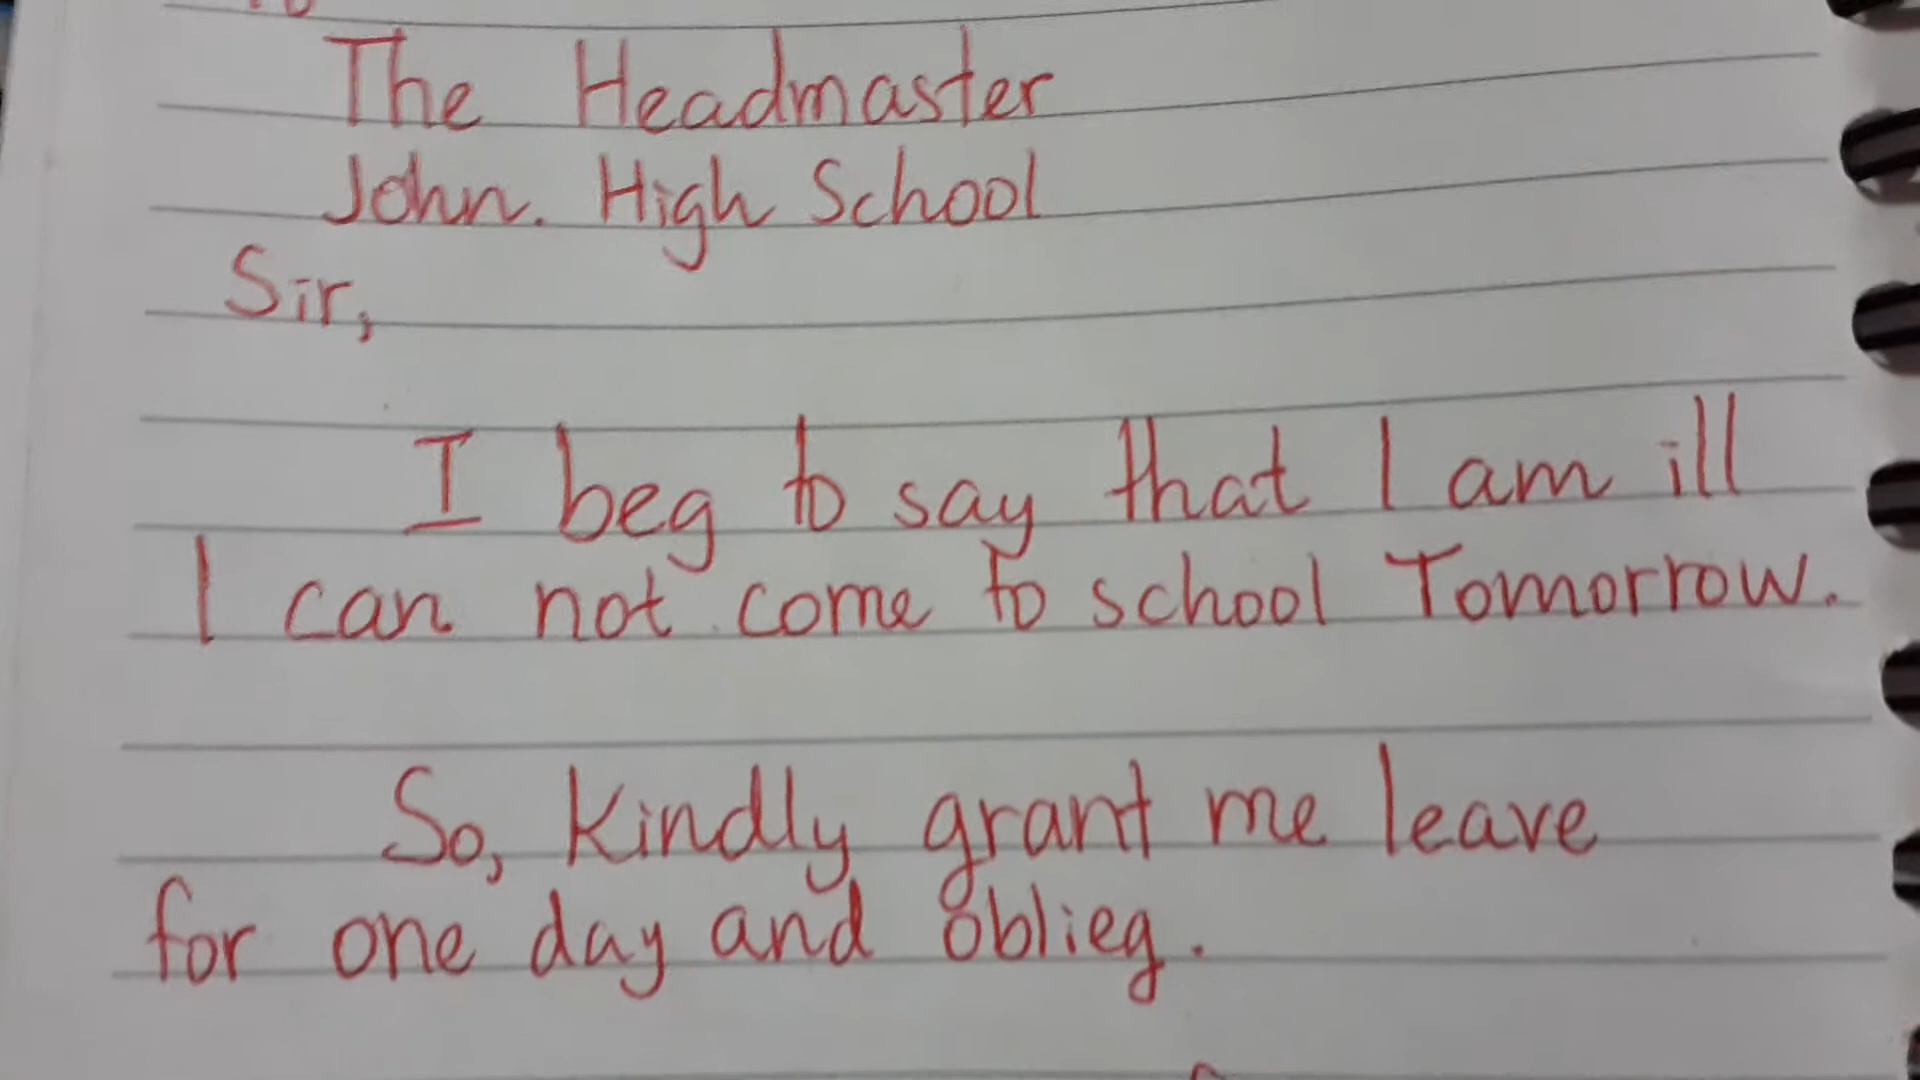 The Headmaster
John. High School
Sir,
I beg to say that I am ill
I can not come to school Tomorrow.
So, Kindly grant me leave
for one day and oblieg.